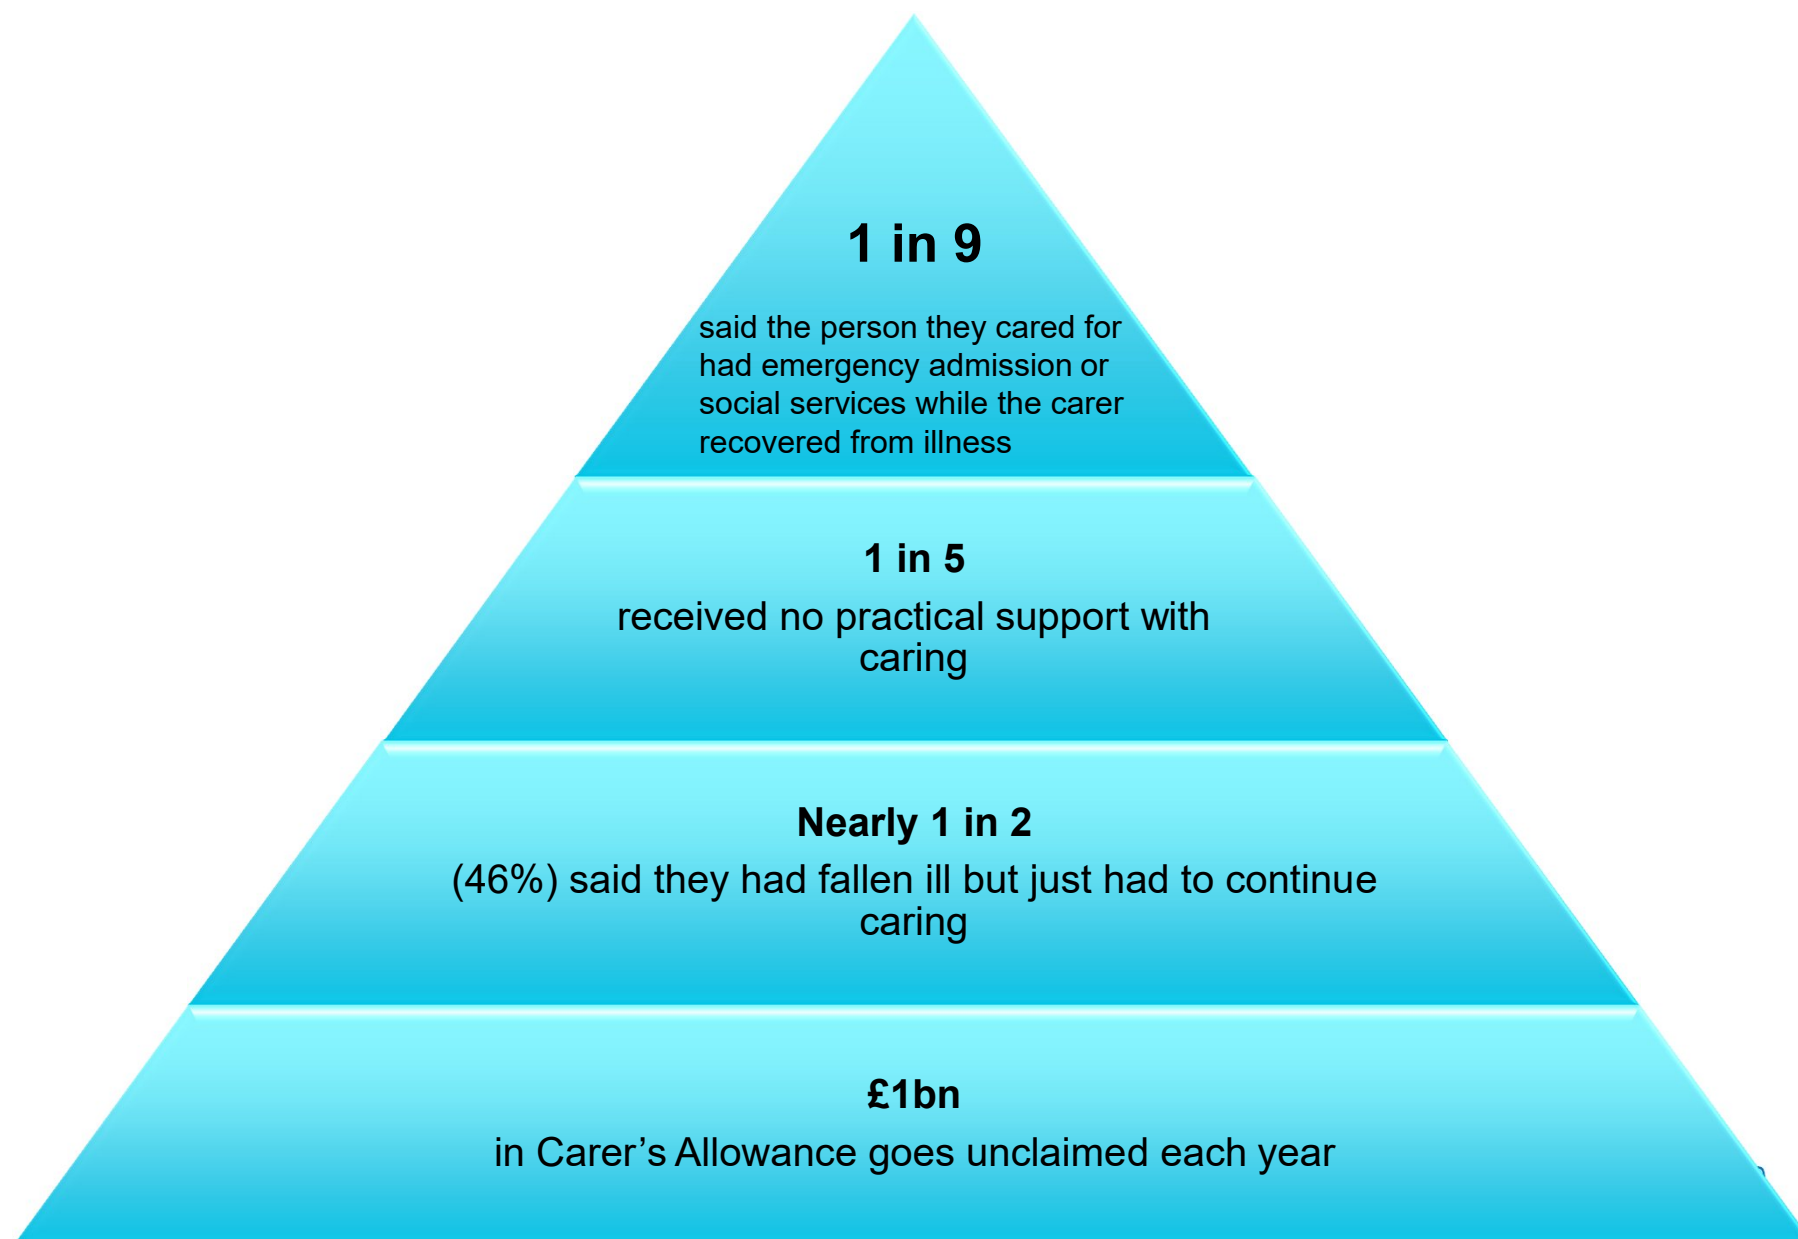 1 in 9
said the person they cared for
had emergency admission or
social services while the carer
recovered from illness
1 in 5
received no practical support with
caring
Nearly 1 in 2
(46%) said they had fallen ill but just had to continue
caring
£1bn
in Carer’s Allowance goes unclaimed each year